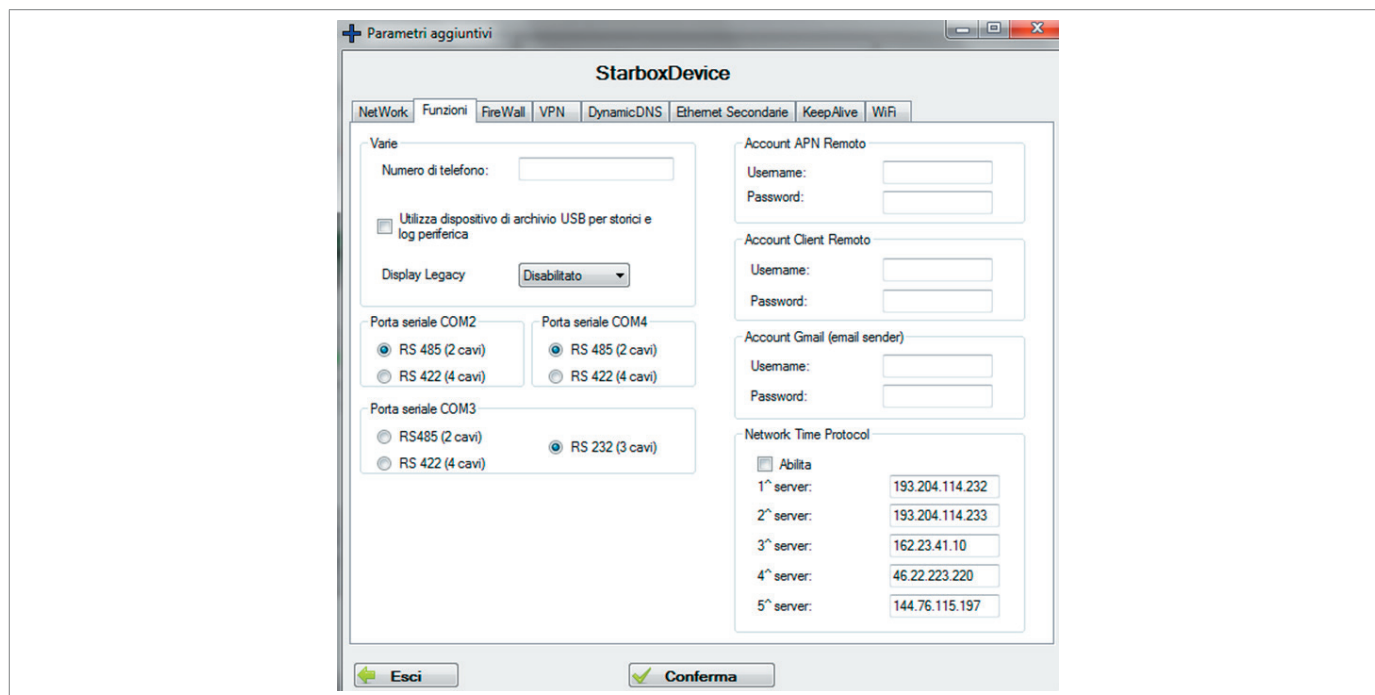 Parametri aggiuntivi
StarboxDevice
NetWork Funzioni FireWall VPN DynamicDNS Ethernet Secondarie KeepAlive WiFi
Varie
Numero di telefono:
Utilizza dispositivo di archivio USB per storici e
log periferica
Display Legacy Disabilitato
Porta seriale COM2
RS 485 (2 cavi)
RS 422 (4 cavi)
Porta seriale COM4
RS 485 (2 cavi)
RS 422 (4 cavi)
Porta seriale COM3
RS485 (2 cavi)
RS 422 (4 cavi)
RS 232 (3 cavi)
Account APN Remoto
Username:
Password:
Account Client Remoto
Username:
Password:
Account Gmail (email sender)
Username:
Password:
Network Time Protocol
Abilita
1^ server: 193.204.114.232
2^ server: 193.204.114.233
3^ server: 162.23.41.10
4^ server: 46.22.223.220
5^ server: 144.76.115.197
Esci
Conferma